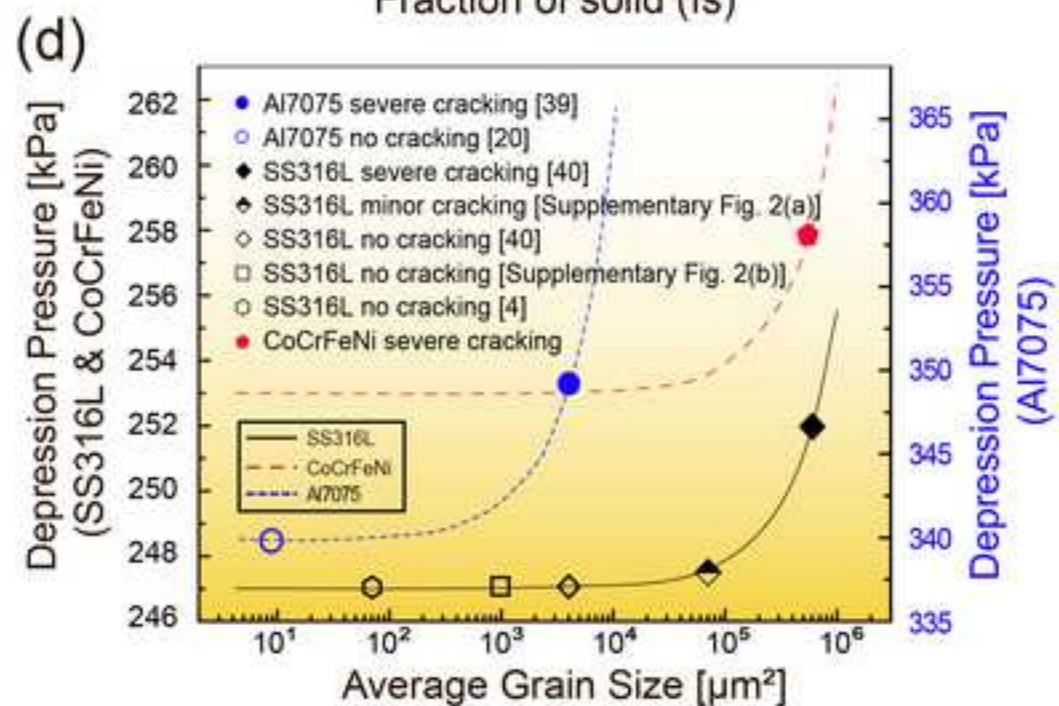 Fraction of solid (fs)
(d)
Depression Pressure [kPa]
(SS316L & CoCrFeNi)
262
260
258
256
254
252
250
248
246
Al7075 severe cracking [39]
Al7075 no cracking [20]
SS316L severe cracking [40]
SS316L minor cracking [Supplementary Fig. 2(a)]
SS316L no cracking [40]
SS316L no cracking [Supplementary Fig. 2(b)]
SS316L no cracking [4]
CoCrFeNi severe cracking
SS316L
CoCrFeNi
Al7075
365
360
355
350
345
340
335
Depression Pressure [kPa]
(Al7075)
10¹ 10² 10³ 10⁴ 10⁵ 10⁶
Average Grain Size [µm²]